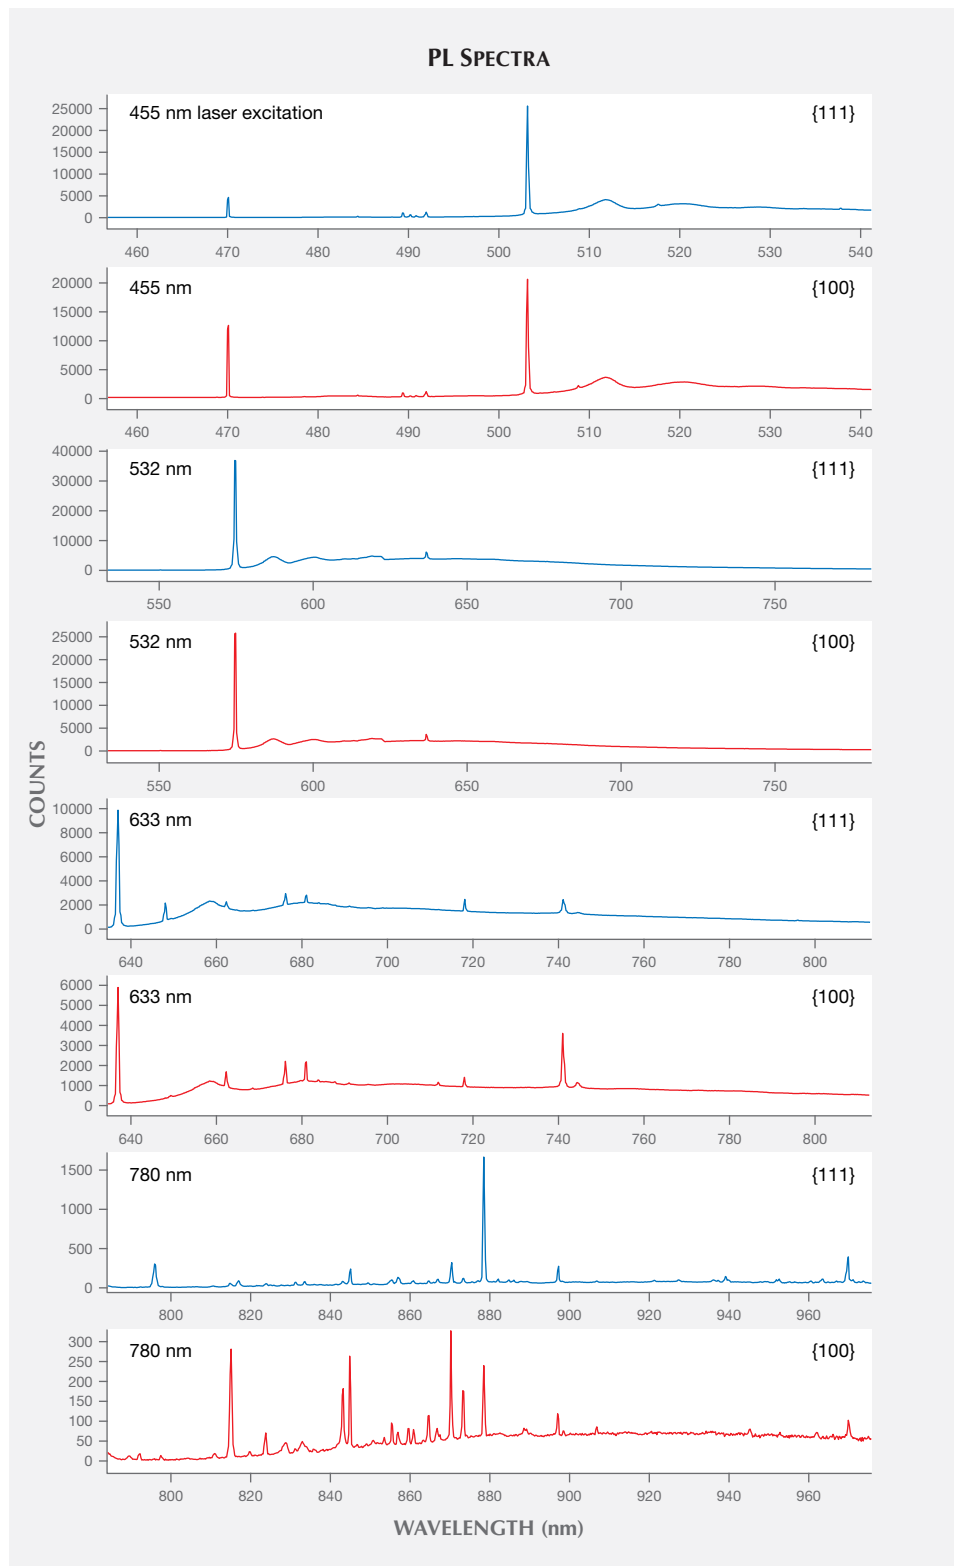 PL SPECTRA
455 nm laser excitation {111}
25000
20000
15000
10000
5000
0
460 470 480 490 500 510 520 530 540
455 nm {100}
20000
15000
10000
5000
0
460 470 480 490 500 510 520 530 540
532 nm {111}
40000
30000
20000
10000
0
550 600 650 700 750
532 nm {100}
25000
20000
15000
10000
5000
0
550 600 650 700 750
COUNTS
633 nm {111}
10000
8000
6000
4000
2000
0
640 660 680 700 720 740 760 780 800
633 nm {100}
6000
5000
4000
3000
2000
1000
0
640 660 680 700 720 740 760 780 800
780 nm {111}
1500
1000
500
0
800 820 840 860 880 900 920 940 960
780 nm {100}
300
250
200
150
100
50
0
800 820 840 860 880 900 920 940 960
WAVELENGTH (nm)